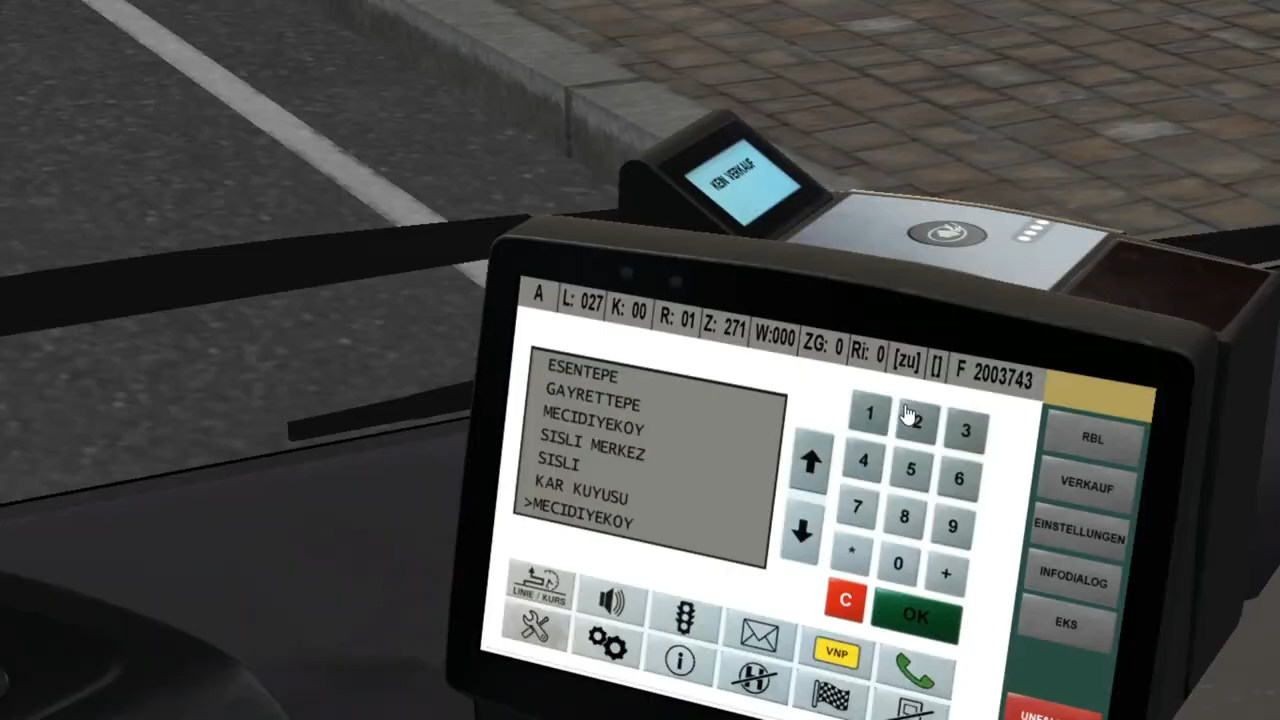 KEIN VERKAUF
A L: 027 K: 00 R: 01 Z: 271 W:000 ZG: 0 Ri: 0 [zu] [] F 2003743
ESENTEPE
GAYRETTEPE
MECIDIYEKOY
SISLI MERKEZ
SISLI
KAR KUYUSU
>MECIDIYEKOY
1 2 3
4 5 6
7 8 9
* 0 +
C OK
RBL
VERKAUF
EINSTELLUNGEN
INFODIALOG
EKS
LINIE / KURS
VNP